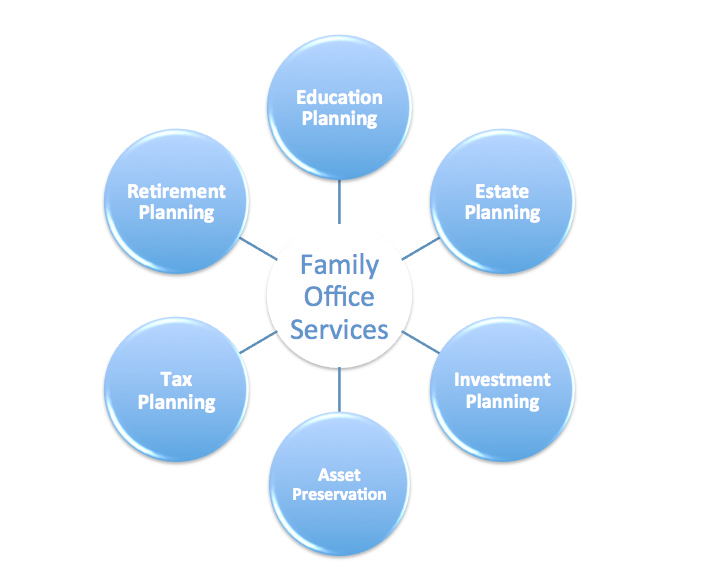 Education
Planning
Retirement
Planning
Estate
Planning
Family
Office
Services
Tax
Planning
Investment
Planning
Asset
Preservation